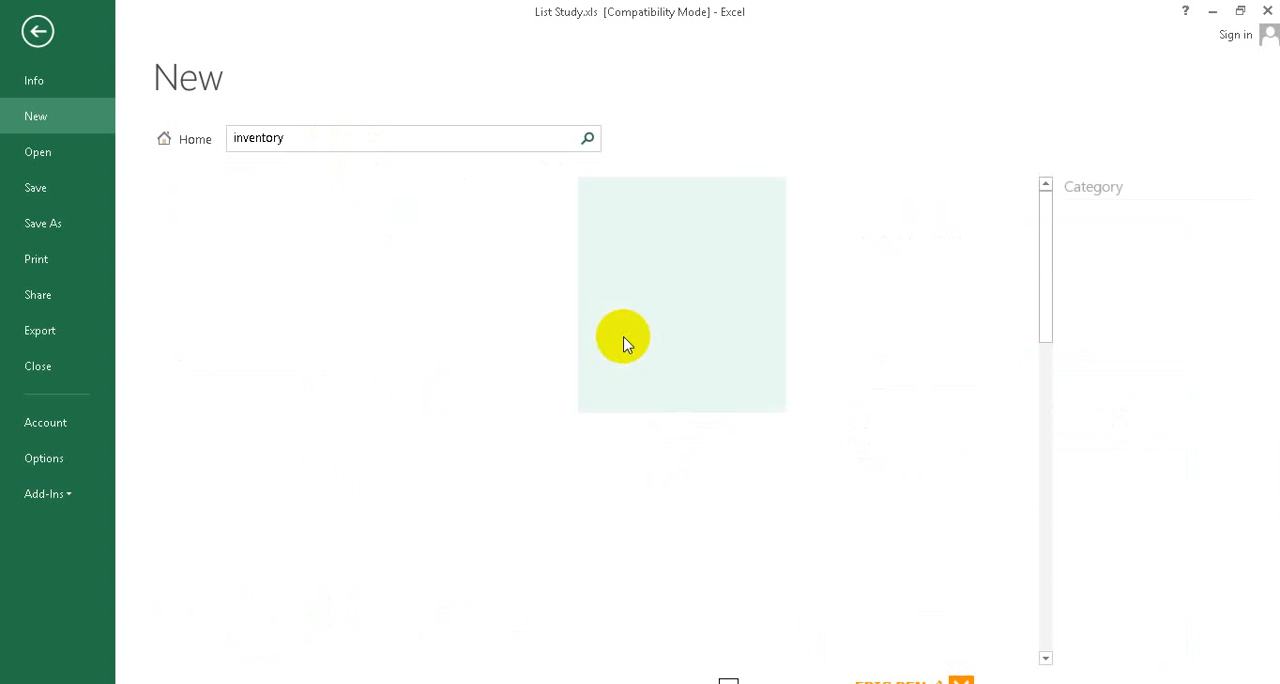 List Study.xls [Compatibility Mode] - Excel
?
Sign in
Info
New
Open
Save
Save As
Print
Share
Export
Close
Account
Options
Add-Ins
New
Home
inventory
Category